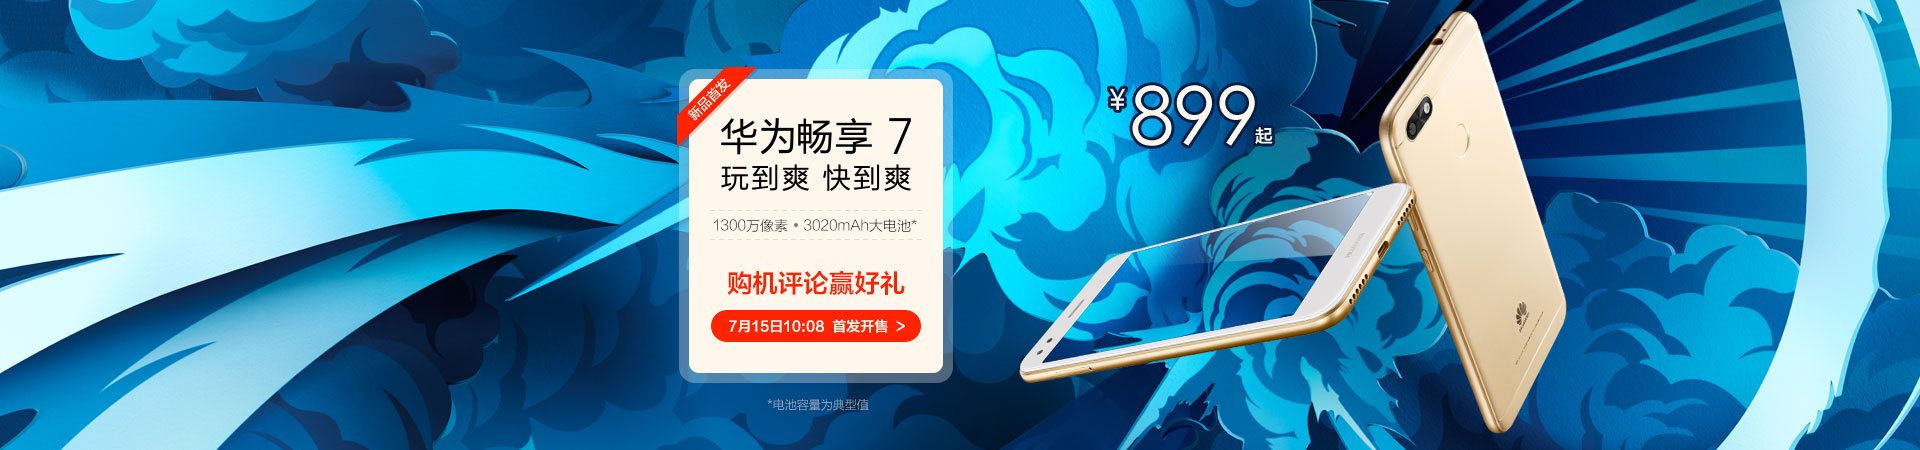 新品首发
华为畅享 7
玩到爽 快到爽
1300万像素 • 3020mAh大电池*
购机评论赢好礼
7月15日10:08 首发开售 >
*电池容量为典型值
¥899起
HUAWEI